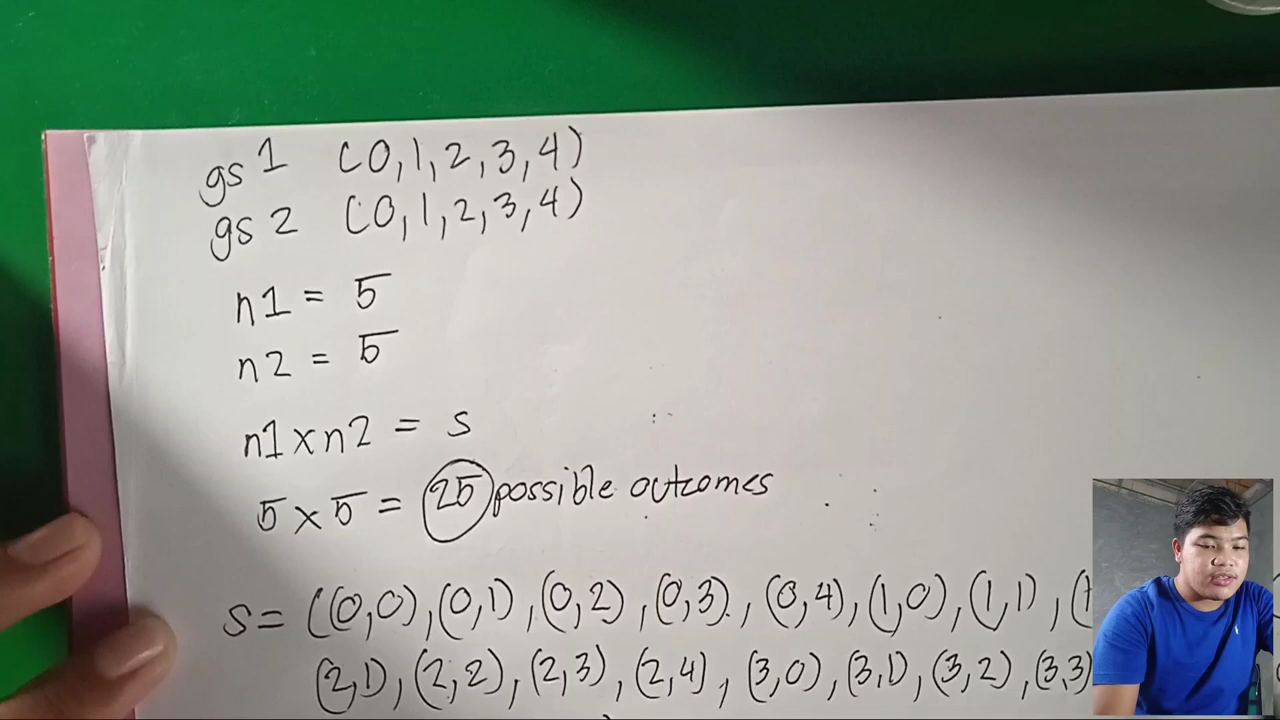 gs 1 (0,1,2,3,4)
gs 2 (0,1,2,3,4)
n1 = 5
n2 = 5
n1 x n2 = s
5 x 5 = 25 possible outcomes
s = ((0,0),(0,1),(0,2),(0,3),(0,4),(1,0),(1,1),
(2,1),(2,2),(2,3),(2,4),(3,0),(3,1),(3,2),(3,3)